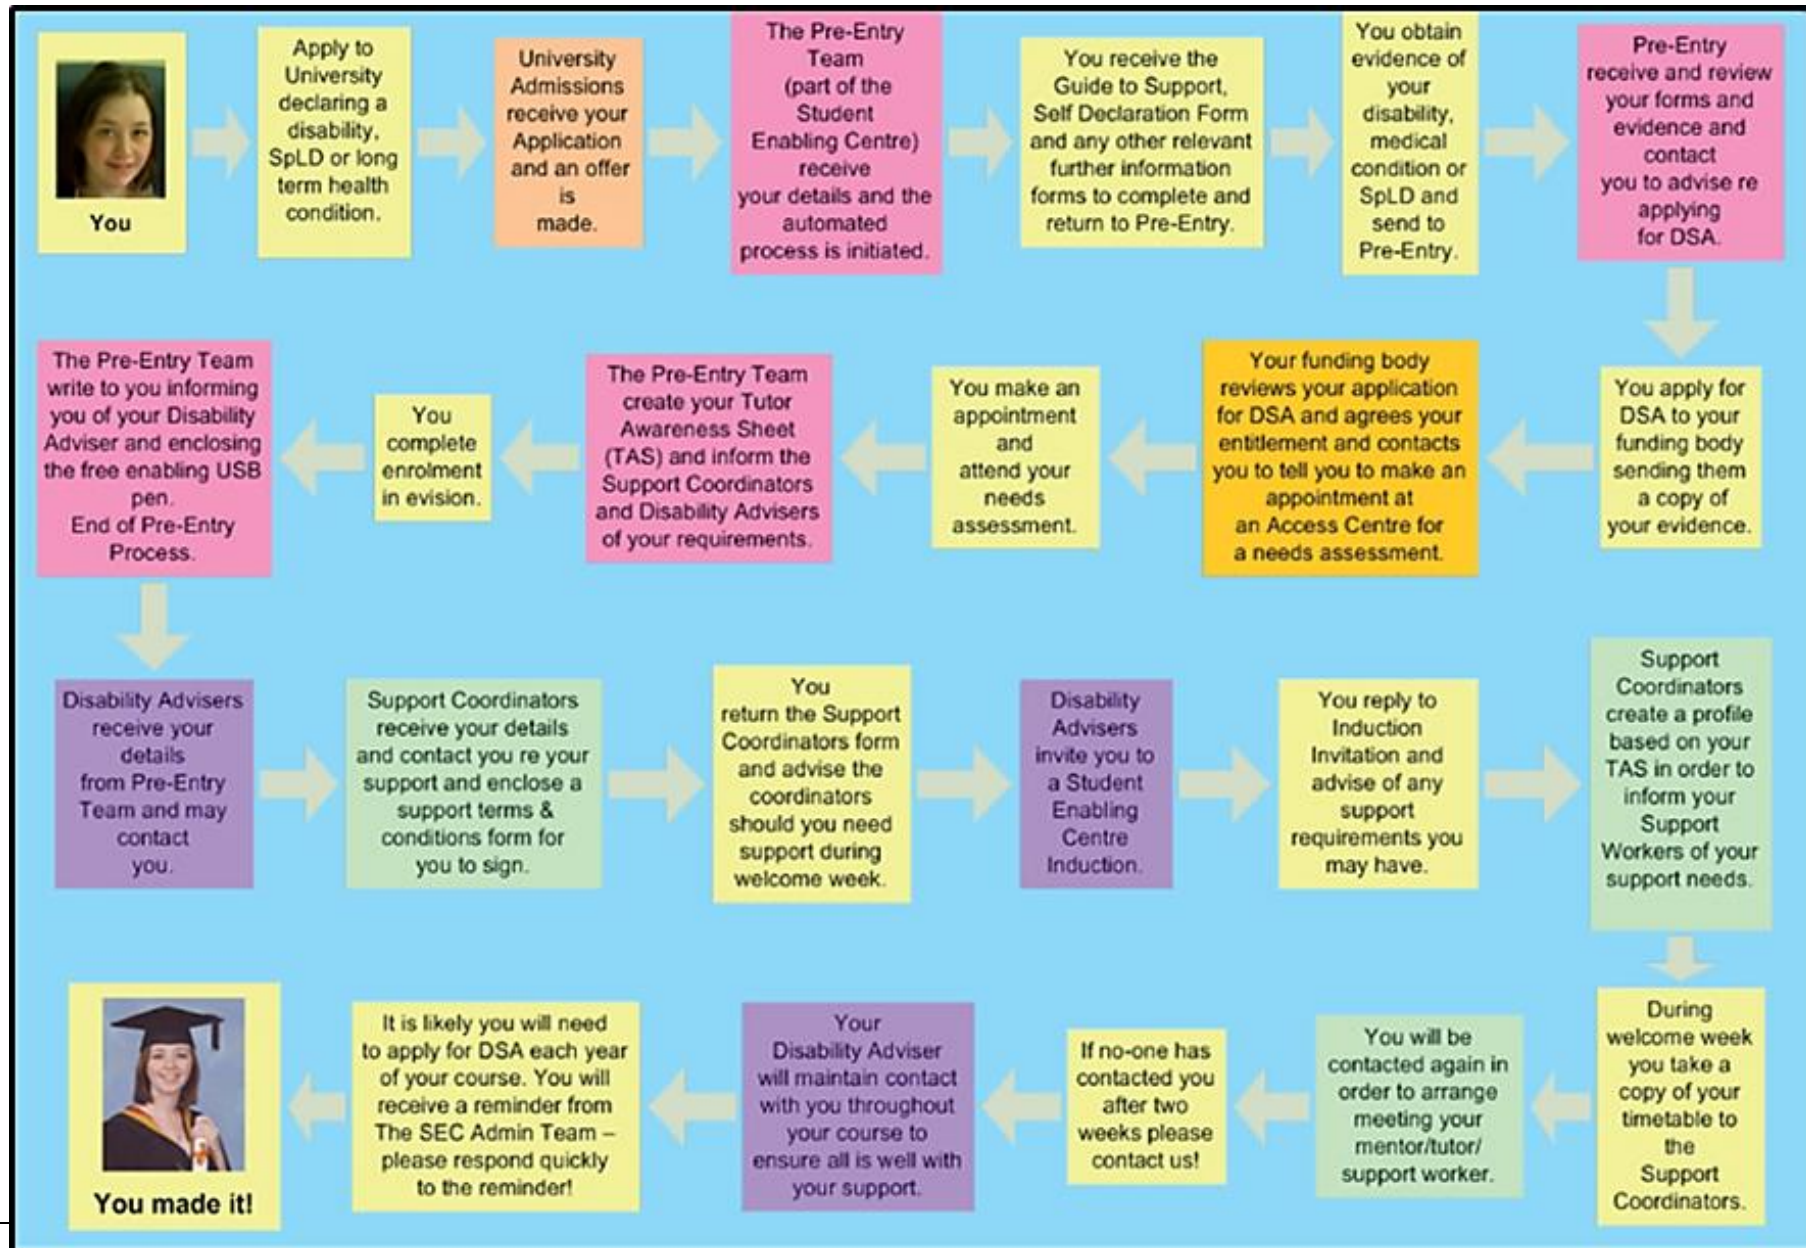 You
Apply to
University
declaring a
disability,
SpLD or long
term health
condition.
University
Admissions
receive your
Application
and an offer
is
made.
The Pre-Entry
Team
(part of the
Student
Enabling Centre)
receive
your details and the
automated
process is initiated.
You receive the
Guide to Support,
Self Declaration Form
and any other relevant
further information
forms to complete and
return to Pre-Entry.
You obtain
evidence of
your
disability,
medical
condition or
SpLD and
send to
Pre-Entry.
Pre-Entry
receive and review
your forms and
evidence and
contact
you to advise re
applying
for DSA.
You apply for
DSA to your
funding body
sending them
a copy of
your evidence.
Your funding body
reviews your application
for DSA and agrees your
entitlement and contacts
you to tell you to make an
appointment at
an Access Centre for
a needs assessment.
You make an
appointment
and
attend your
needs
assessment.
The Pre-Entry Team
create your Tutor
Awareness Sheet
(TAS) and inform the
Support Coordinators
and Disability Advisers
of your requirements.
You
complete
enrolment
in evision.
The Pre-Entry Team
write to you informing
you of your Disability
Adviser and enclosing
the free enabling USB
pen.
End of Pre-Entry
Process.
Disability Advisers
receive your
details
from Pre-Entry
Team and may
contact
you.
Support Coordinators
receive your details
and contact you re your
support and enclose a
support terms &
conditions form for
you to sign.
You
return the Support
Coordinators form
and advise the
coordinators
should you need
support during
welcome week.
Disability
Advisers
invite you to
a Student
Enabling
Centre
Induction.
You reply to
Induction
Invitation and
advise of any
support
requirements you
may have.
Support
Coordinators
create a profile
based on your
TAS in order to
inform your
Support
Workers of your
support needs.
During
welcome week
you take a
copy of your
timetable to
the
Support
Coordinators.
You will be
contacted again in
order to arrange
meeting your
mentor/tutor/
support worker.
If no-one has
contacted you
after two
weeks please
contact us!
Your
Disability Adviser
will maintain contact
with you throughout
your course to
ensure all is well with
your support.
It is likely you will need
to apply for DSA each year
of your course. You will
receive a reminder from
The SEC Admin Team –
please respond quickly
to the reminder!
You made it!